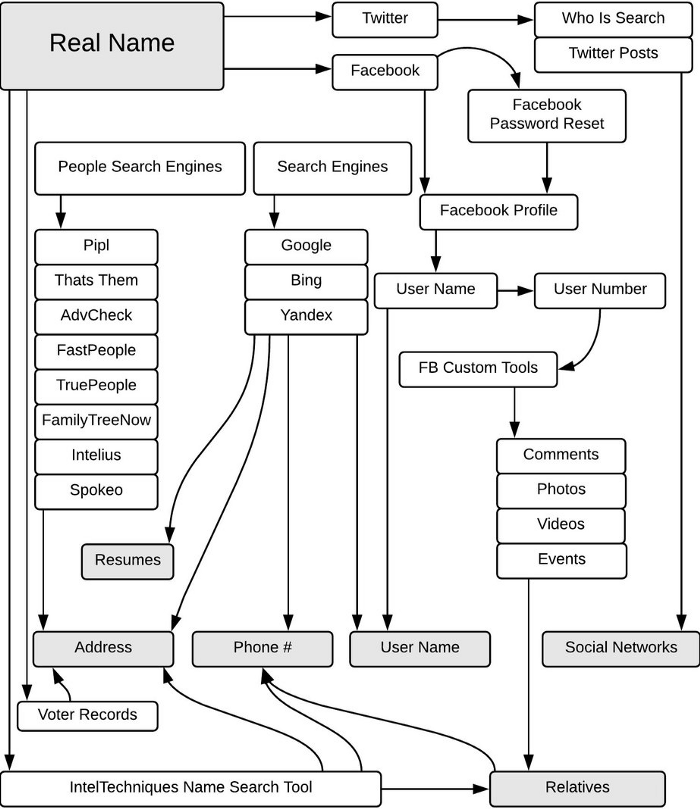 Real Name
Twitter
Who Is Search
Twitter Posts
Facebook
Facebook
Password Reset
People Search Engines
Search Engines
Facebook Profile
Pipl
Thats Them
AdvCheck
FastPeople
TruePeople
FamilyTreeNow
Intelius
Spokeo
Google
Bing
Yandex
User Name
User Number
FB Custom Tools
Comments
Photos
Videos
Events
Resumes
Address
Phone #
User Name
Social Networks
Voter Records
IntelTechniques Name Search Tool
Relatives